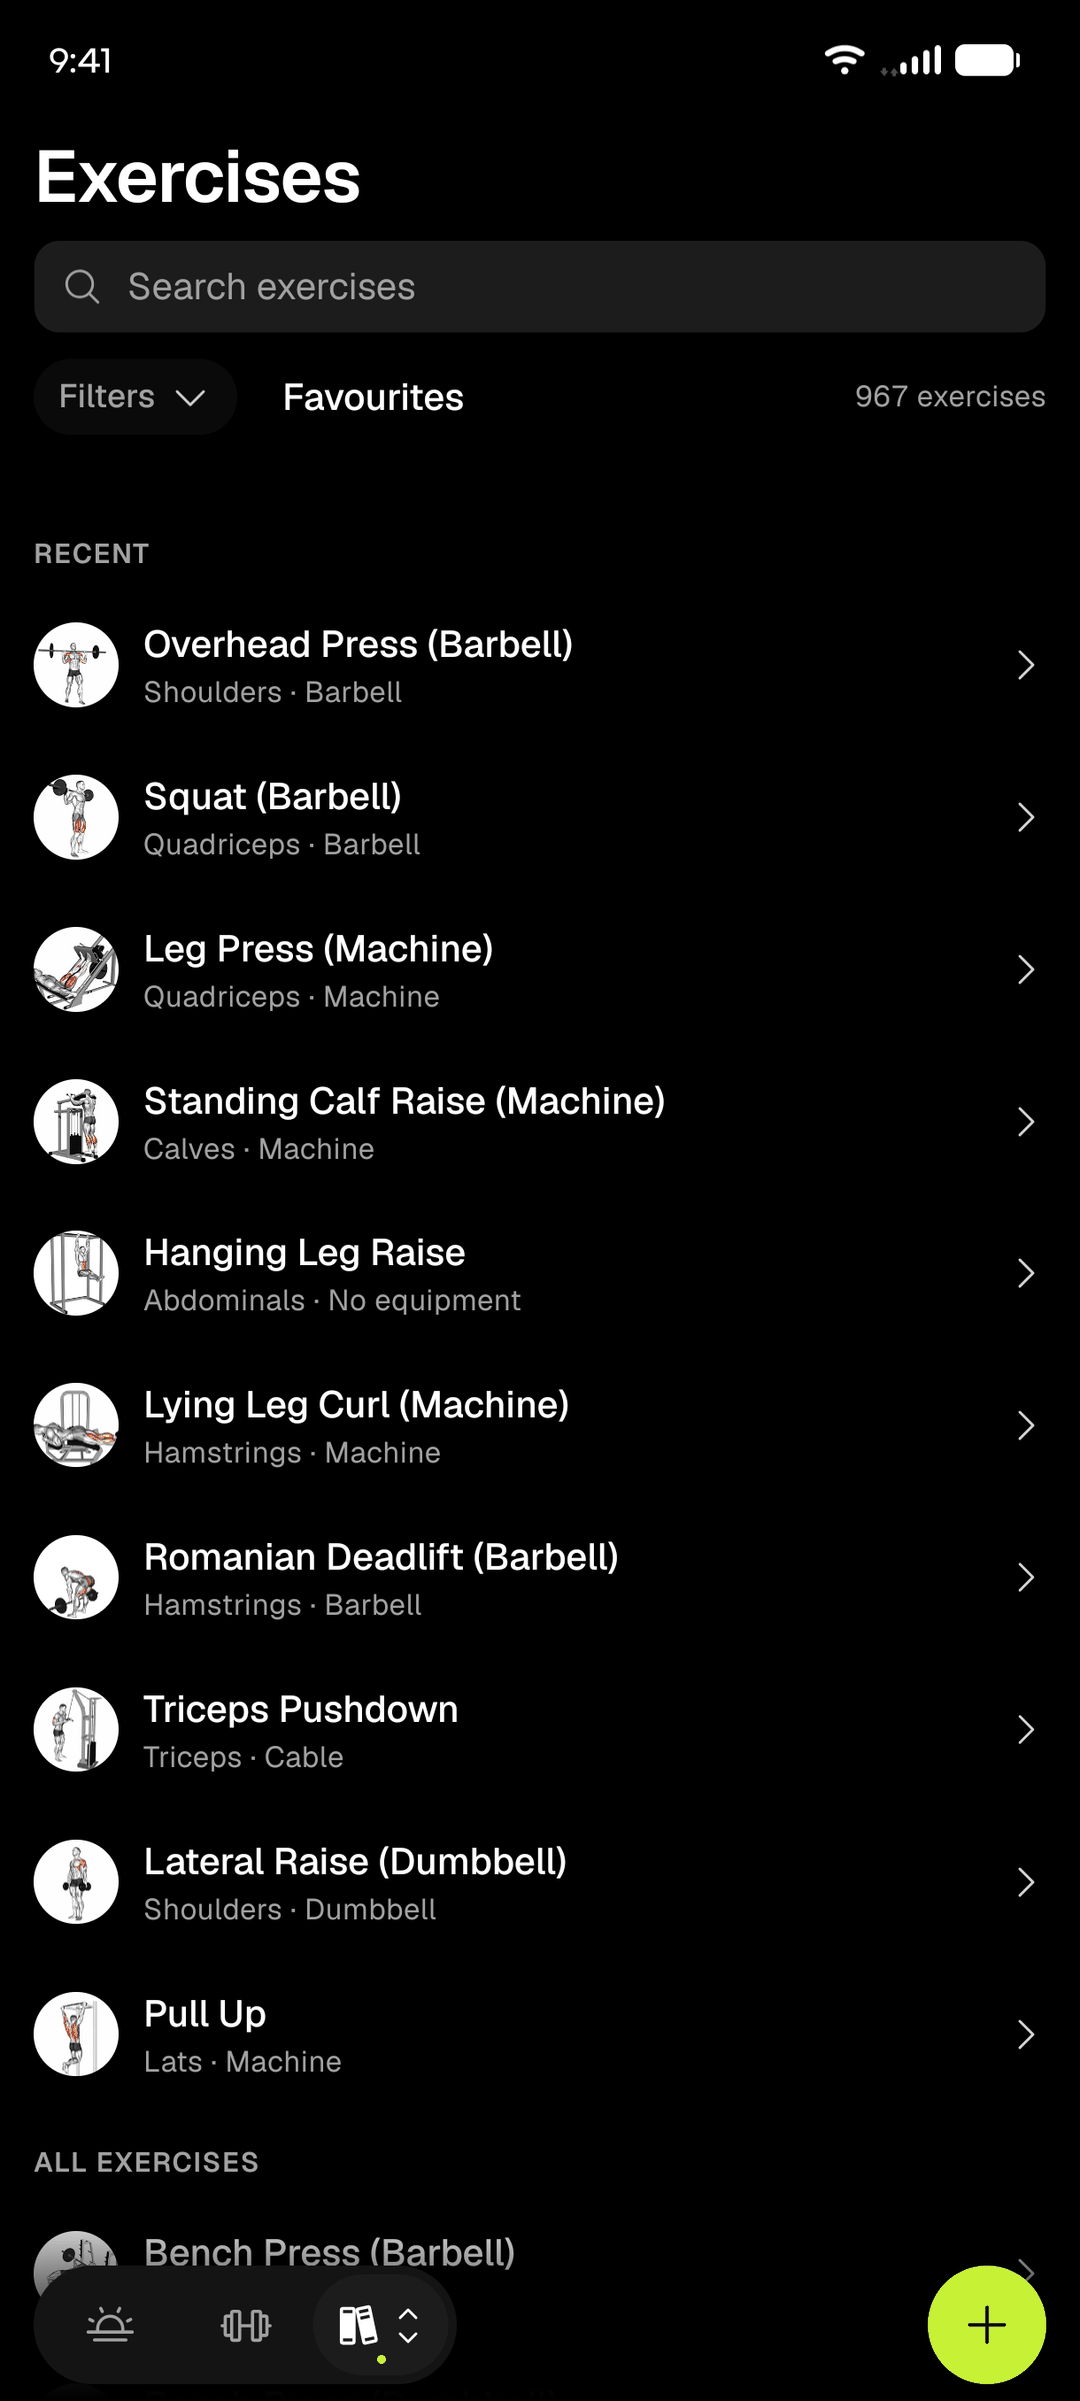 9:41
Exercises
Search exercises
Filters
Favourites
967 exercises
RECENT
Overhead Press (Barbell)
Shoulders · Barbell
Squat (Barbell)
Quadriceps · Barbell
Leg Press (Machine)
Quadriceps · Machine
Standing Calf Raise (Machine)
Calves · Machine
Hanging Leg Raise
Abdominals · No equipment
Lying Leg Curl (Machine)
Hamstrings · Machine
Romanian Deadlift (Barbell)
Hamstrings · Barbell
Triceps Pushdown
Triceps · Cable
Lateral Raise (Dumbbell)
Shoulders · Dumbbell
Pull Up
Lats · Machine
ALL EXERCISES
Bench Press (Barbell)